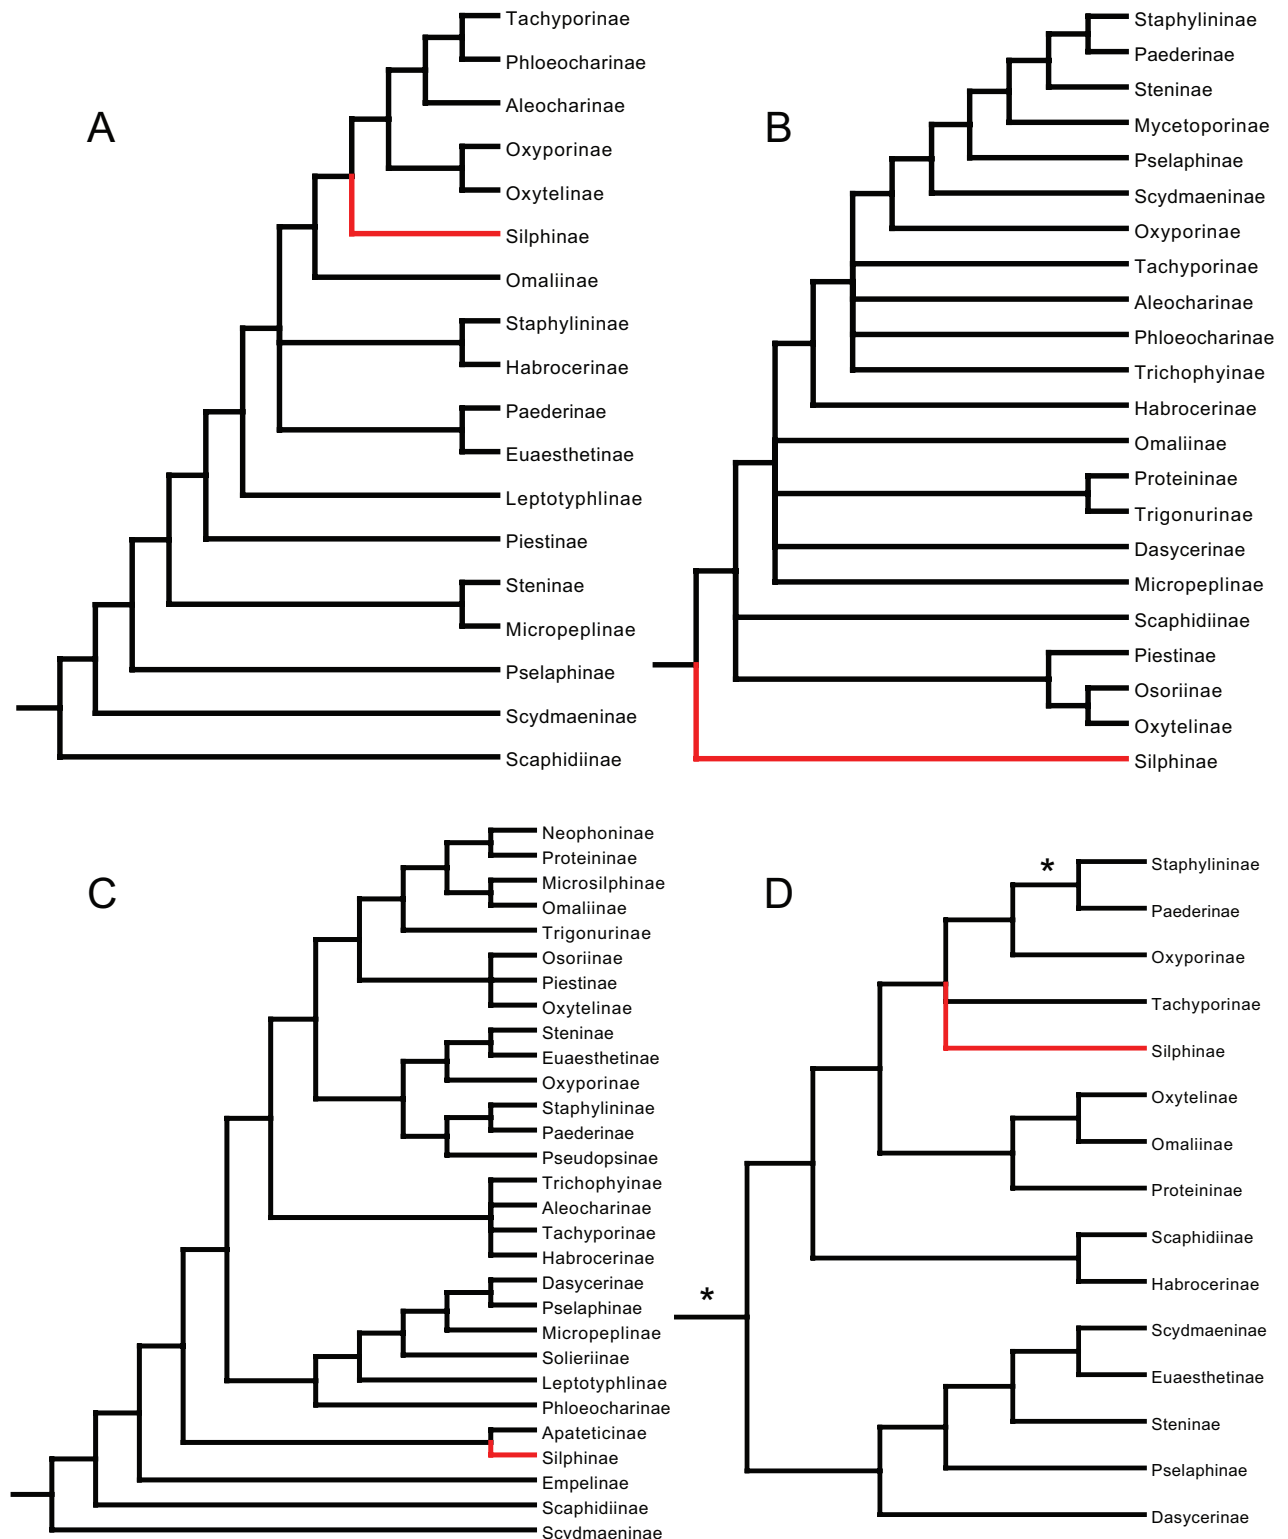 A
Tachyporinae
Phloeocharinae
Aleocharinae
Oxyporinae
Oxytelinae
Silphinae
Omaliinae
Staphylininae
Habrocerinae
Paederinae
Euaesthetinae
Leptotyphlinae
Piestinae
Steninae
Micropeplinae
Pselaphinae
Scydmaeninae
Scaphidiinae
B
Staphylininae
Paederinae
Steninae
Mycetoporinae
Pselaphinae
Scydmaeninae
Oxyporinae
Tachyporinae
Aleocharinae
Phloeocharinae
Trichophyinae
Habrocerinae
Omaliinae
Proteininae
Trigonurinae
Dasycerinae
Micropeplinae
Scaphidiinae
Piestinae
Osoriinae
Oxytelinae
Silphinae
C
Neophoninae
Proteininae
Microsilphinae
Omaliinae
Trigonurinae
Osoriinae
Piestinae
Oxytelinae
Steninae
Euaesthetinae
Oxyporinae
Staphylininae
Paederinae
Pseudopsinae
Trichophyinae
Aleocharinae
Tachyporinae
Habrocerinae
Dasycerinae
Pselaphinae
Micropeplinae
Solieriinae
Leptotyphlinae
Phloeocharinae
Apateticinae
Silphinae
Empelinae
Scaphidiinae
Scydmaeninae
D
*
Staphylininae
Paederinae
Oxyporinae
Tachyporinae
Silphinae
Oxytelinae
Omaliinae
Proteininae
Scaphidiinae
Habrocerinae
*
Scydmaeninae
Euaesthetinae
Steninae
Pselaphinae
Dasycerinae